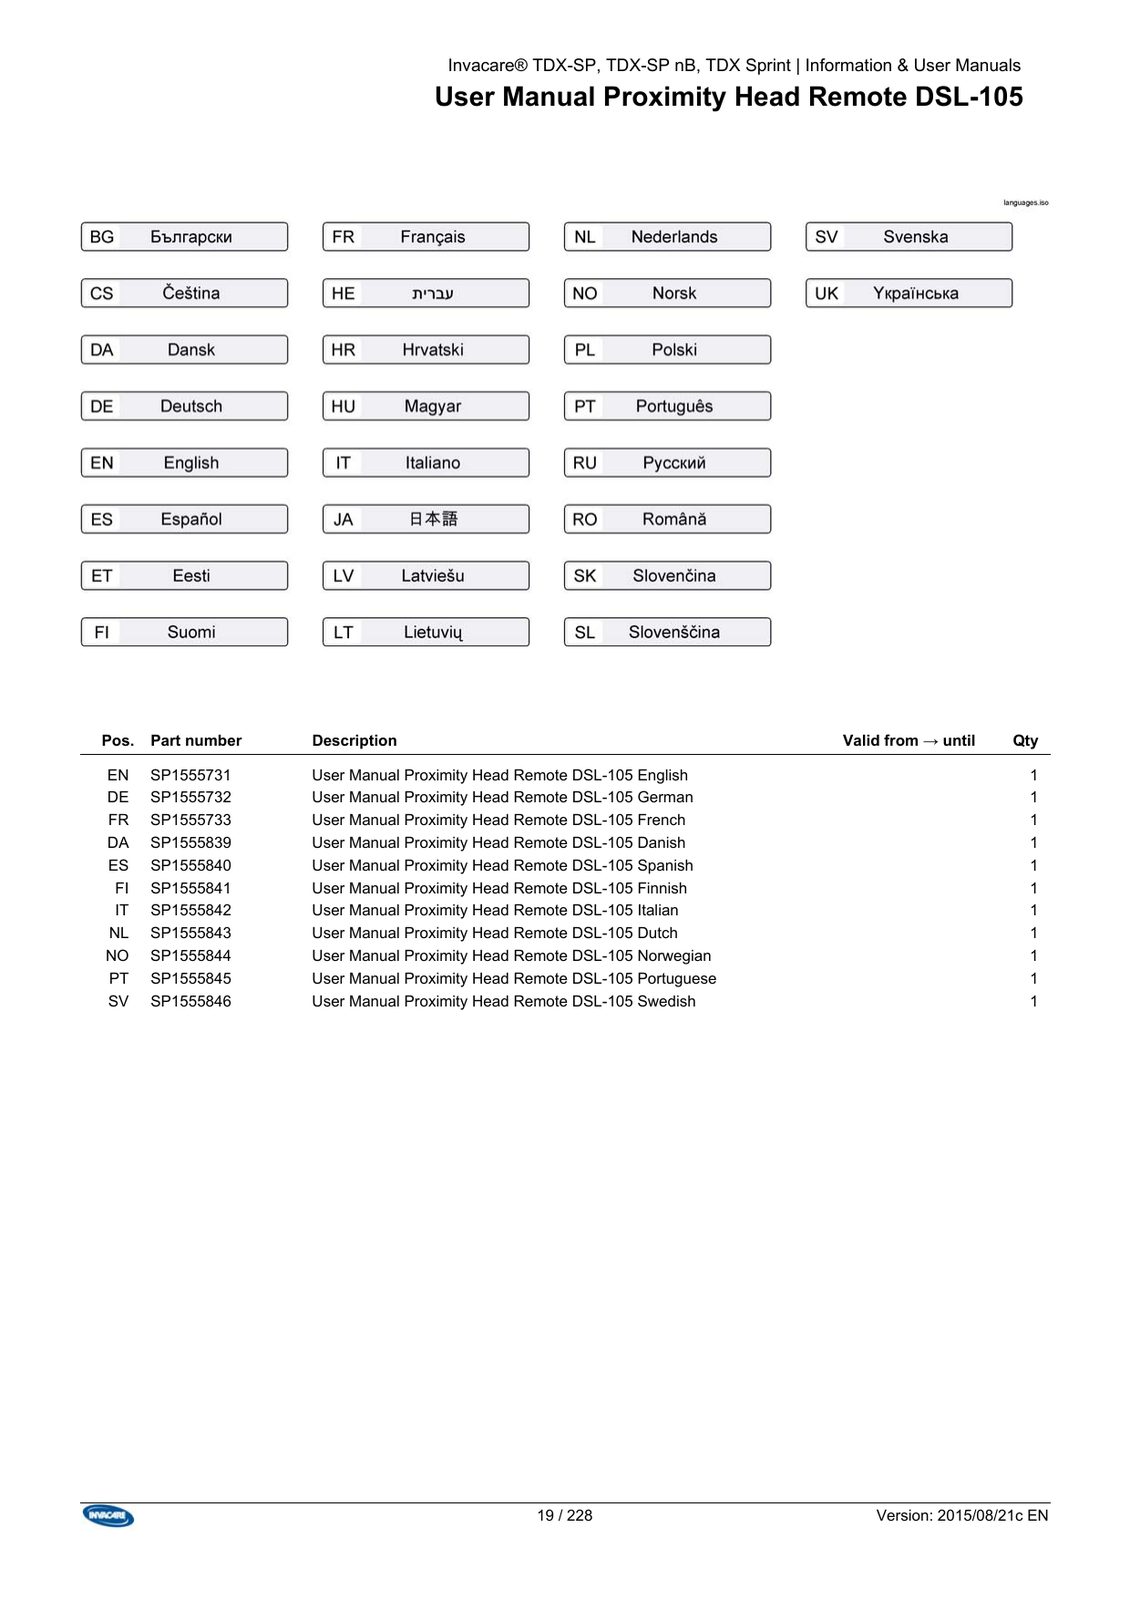 Invacare® TDX-SP, TDX-SP nB, TDX Sprint | Information & User Manuals
User Manual Proximity Head Remote DSL-105
languages.iso
BG Български FR Français NL Nederlands SV Svenska
CS Čeština HE עברית NO Norsk UK Yкраїнська
DA Dansk HR Hrvatski PL Polski
DE Deutsch HU Magyar PT Português
EN English IT Italiano RU Русский
ES Español JA 日本語 RO Română
ET Eesti LV Latviešu SK Slovenčina
FI Suomi LT Lietuvių SL Slovenščina
Pos. Part number Description Valid from → until Qty
EN SP1555731 User Manual Proximity Head Remote DSL-105 English 1
DE SP1555732 User Manual Proximity Head Remote DSL-105 German 1
FR SP1555733 User Manual Proximity Head Remote DSL-105 French 1
DA SP1555839 User Manual Proximity Head Remote DSL-105 Danish 1
ES SP1555840 User Manual Proximity Head Remote DSL-105 Spanish 1
FI SP1555841 User Manual Proximity Head Remote DSL-105 Finnish 1
IT SP1555842 User Manual Proximity Head Remote DSL-105 Italian 1
NL SP1555843 User Manual Proximity Head Remote DSL-105 Dutch 1
NO SP1555844 User Manual Proximity Head Remote DSL-105 Norwegian 1
PT SP1555845 User Manual Proximity Head Remote DSL-105 Portuguese 1
SV SP1555846 User Manual Proximity Head Remote DSL-105 Swedish 1
INVACARE 19 / 228 Version: 2015/08/21c EN